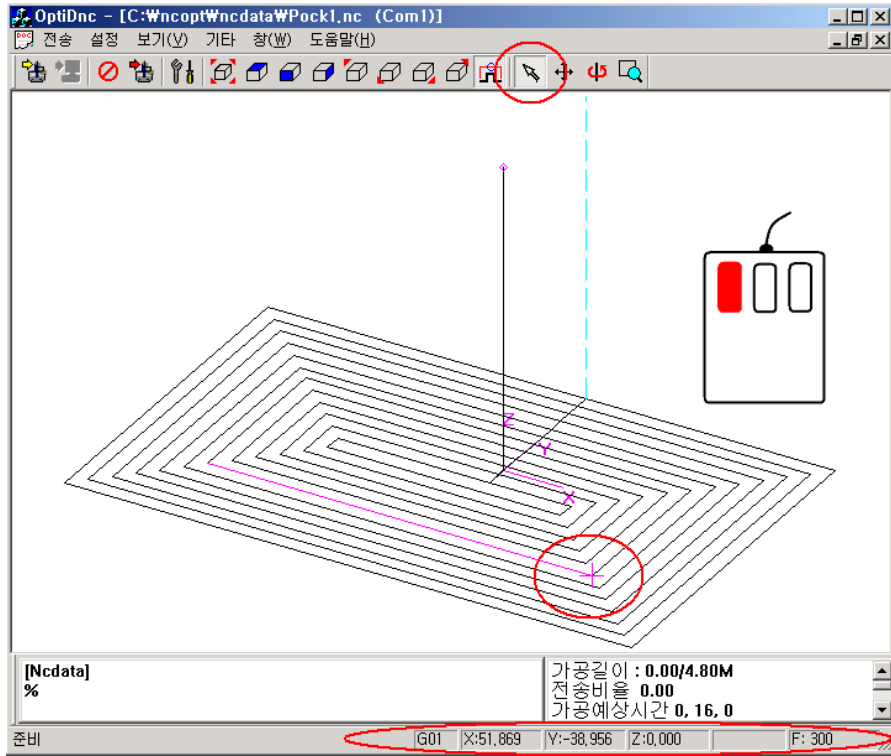 OptiDnc - [C:₩ncopt₩ncdata₩Pock1.nc (Com1)]
전송 설정 보기(V) 기타 창(W) 도움말(H)
Z
Y
X
[Ncdata]
%
가공길이 : 0.00/4.80M
전송비율 0.00
가공예상시간 0, 16, 0
준비 G01 X:51,869 Y:-38,956 Z:0,000 F: 300